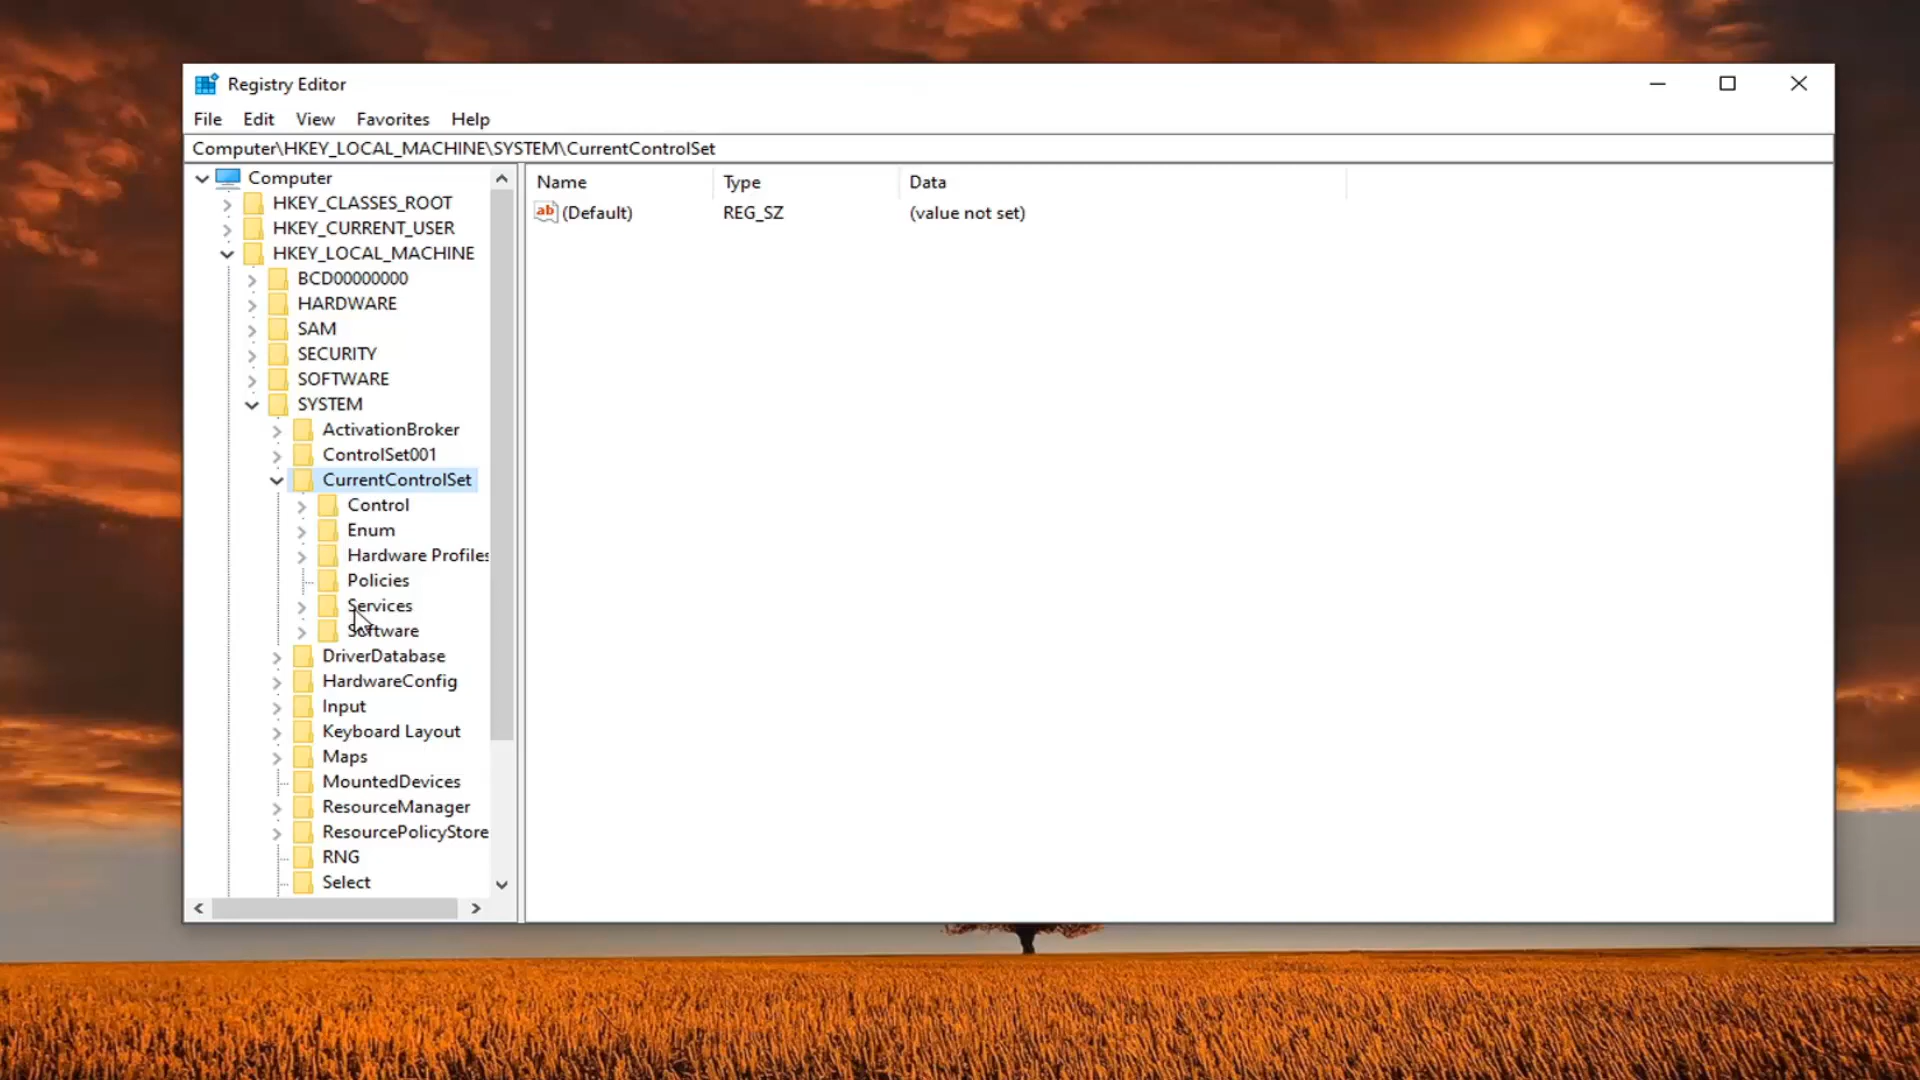 Registry Editor
File Edit View Favorites Help
Computer\HKEY_LOCAL_MACHINE\SYSTEM\CurrentControlSet
Computer
HKEY_CLASSES_ROOT
HKEY_CURRENT_USER
HKEY_LOCAL_MACHINE
BCD00000000
HARDWARE
SAM
SECURITY
SOFTWARE
SYSTEM
ActivationBroker
ControlSet001
CurrentControlSet
Control
Enum
Hardware Profiles
Policies
Services
Software
DriverDatabase
HardwareConfig
Input
Keyboard Layout
Maps
MountedDevices
ResourceManager
ResourcePolicyStore
RNG
Select
Name Type Data
ab (Default) REG_SZ (value not set)